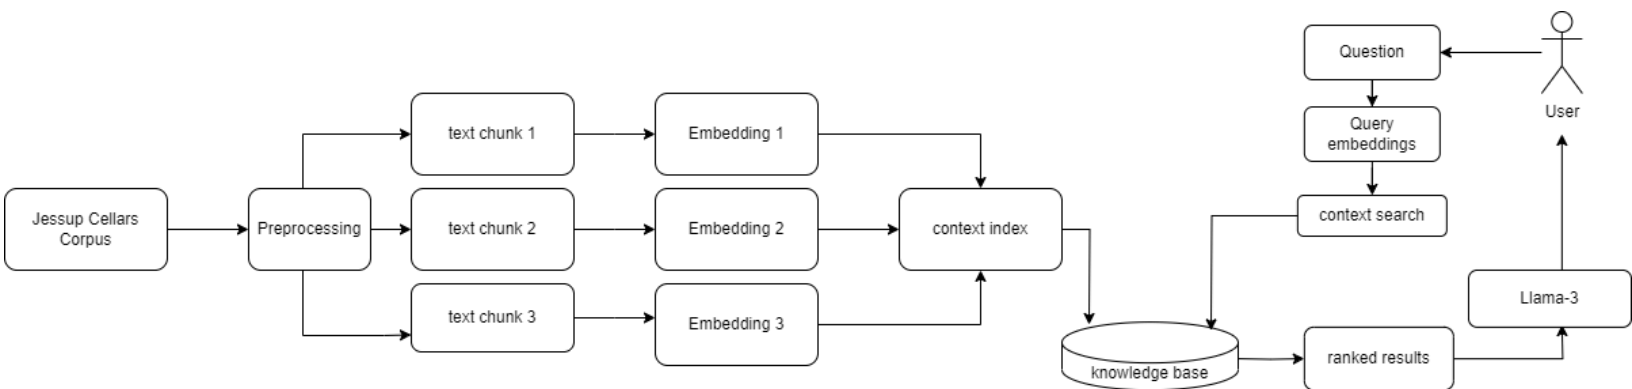 Jessup Cellars
Corpus
Preprocessing
text chunk 1
text chunk 2
text chunk 3
Embedding 1
Embedding 2
Embedding 3
context index
knowledge base
Question
Query
embeddings
context search
ranked results
Llama-3
User